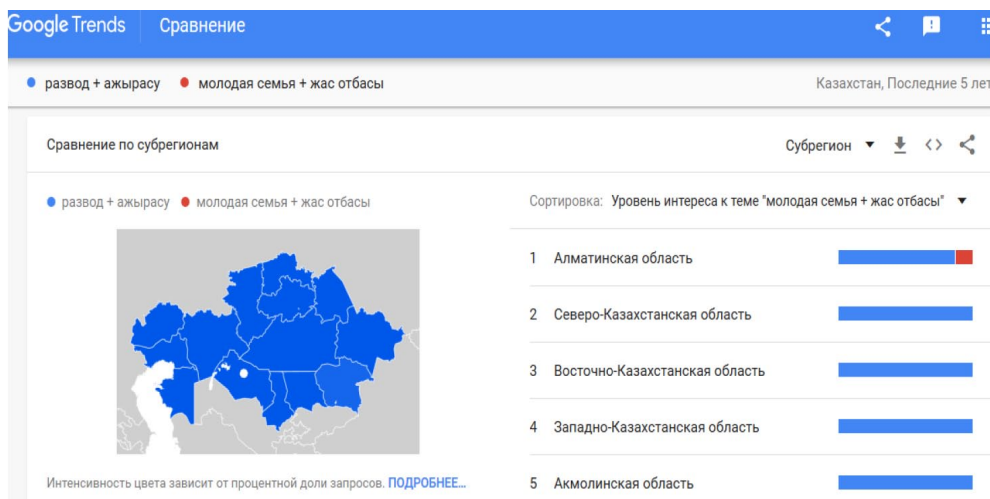 Google Trends Сравнение
развод + ажырасу молодая семья + жас отбасы Казахстан, Последние 5 лет
Сравнение по субрегионам
Субрегион
развод + ажырасу молодая семья + жас отбасы
Сортировка: Уровень интереса к теме "молодая семья + жас отбасы"
1 Алматинская область
2 Северо-Казахстанская область
3 Восточно-Казахстанская область
4 Западно-Казахстанская область
5 Акмолинская область
Интенсивность цвета зависит от процентной доли запросов. ПОДРОБНЕЕ...